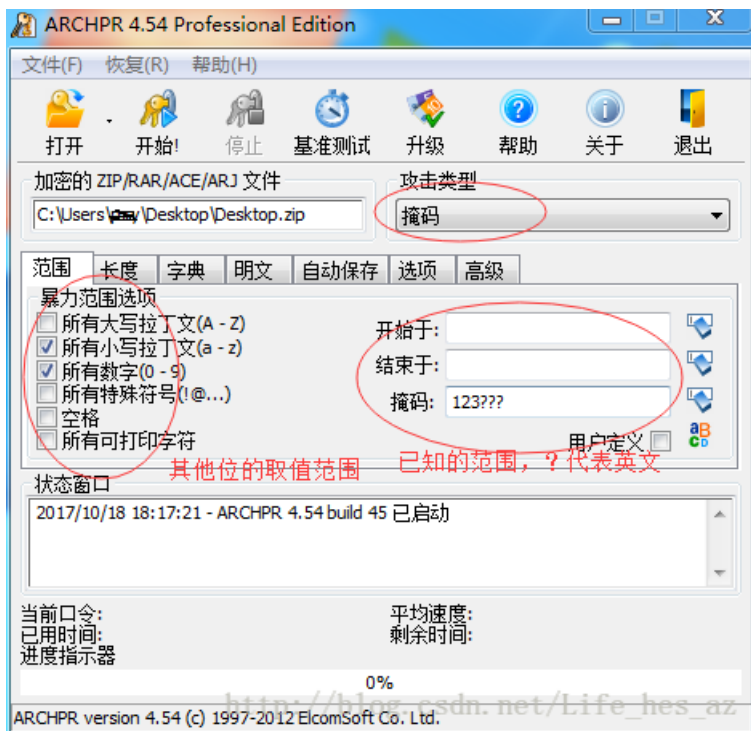 ARCHPR 4.54 Professional Edition
文件(F) 恢复(R) 帮助(H)
打开 开始! 停止 基准测试 升级 帮助 关于 退出
加密的 ZIP/RAR/ACE/ARJ 文件 攻击类型
C:\Users\ \Desktop\Desktop.zip 掩码
范围 长度 字典 明文 自动保存 选项 高级
暴力范围选项
所有大写拉丁文(A - Z) 开始于:
所有小写拉丁文(a - z)
所有数字(0 - 9) 结束于:
所有特殊符号(!@...) 掩码: 123???
空格
所有可打印字符 用户定义
其他位的取值范围 已知的范围，？代表英文
状态窗口
2017/10/18 18:17:21 - ARCHPR 4.54 build 45 已启动
当前口令: 平均速度:
已用时间: 剩余时间:
进度指示器
0%
http://blog.csdn.net/Life_hes_az
ARCHPR version 4.54 (c) 1997-2012 ElcomSoft Co. Ltd.